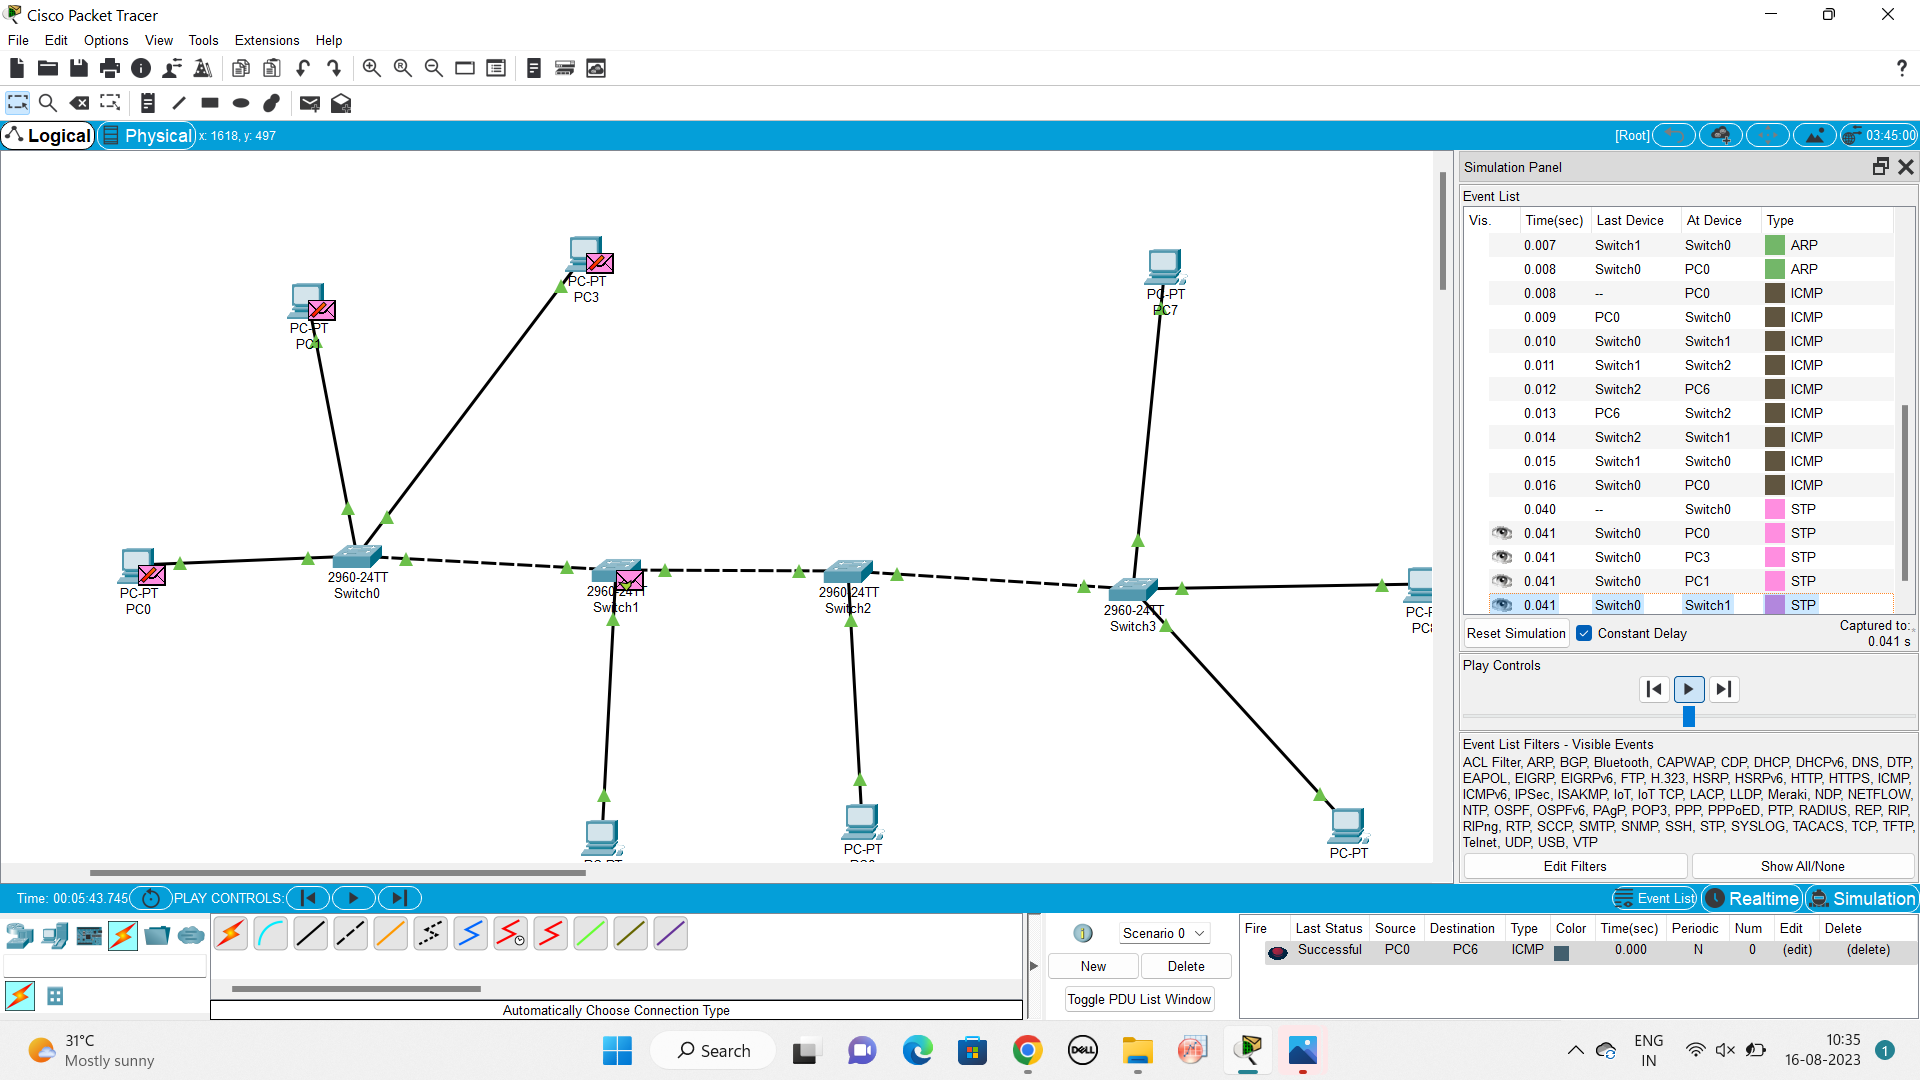 Cisco Packet Tracer
File Edit Options View Tools Extensions Help
Logical Physical x: 1618, y: 497 [Root] 03:45:00
PC-PT
PC3
PC-PT
PC1
PC-PT
PC7
2960-24TT
Switch0
PC-PT
PC0
2960-24TT
Switch1
2960-24TT
Switch2
2960-24TT
Switch3
PC-PT
PC-PT
Simulation Panel
Event List
Vis. Time(sec) Last Device At Device Type
0.007 Switch1 Switch0 ARP
0.008 Switch0 PC0 ARP
0.008 -- PC0 ICMP
0.009 PC0 Switch0 ICMP
0.010 Switch0 Switch1 ICMP
0.011 Switch1 Switch2 ICMP
0.012 Switch2 PC6 ICMP
0.013 PC6 Switch2 ICMP
0.014 Switch2 Switch1 ICMP
0.015 Switch1 Switch0 ICMP
0.016 Switch0 PC0 ICMP
0.040 -- Switch0 STP
0.041 Switch0 PC0 STP
0.041 Switch0 PC3 STP
0.041 Switch0 PC1 STP
0.041 Switch0 Switch1 STP
Reset Simulation Constant Delay Captured to:
0.041 s
Play Controls
Event List Filters - Visible Events
ACL Filter, ARP, BGP, Bluetooth, CAPWAP, CDP, DHCP, DHCPv6, DNS, DTP,
EAPOL, EIGRP, EIGRPv6, FTP, H.323, HSRP, HSRPv6, HTTP, HTTPS, ICMP,
ICMPv6, IPSec, ISAKMP, IoT, IoT TCP, LACP, LLDP, Meraki, NDP, NETFLOW,
NTP, OSPF, OSPFv6, PAgP, POP3, PPP, PPPoED, PTP, RADIUS, REP, RIP,
RIPng, RTP, SCCP, SMTP, SNMP, SSH, STP, SYSLOG, TACACS, TCP, TFTP,
Telnet, UDP, USB, VTP
Edit Filters Show All/None
Time: 00:05:43.745 PLAY CONTROLS: Event List Realtime Simulation
Automatically Choose Connection Type
Scenario 0
New Delete
Toggle PDU List Window
Fire Last Status Source Destination Type Color Time(sec) Periodic Num Edit Delete
Successful PC0 PC6 ICMP 0.000 N 0 (edit) (delete)
31°C
Mostly sunny
Search
DELL
ENG
IN
10:35
16-08-2023
1